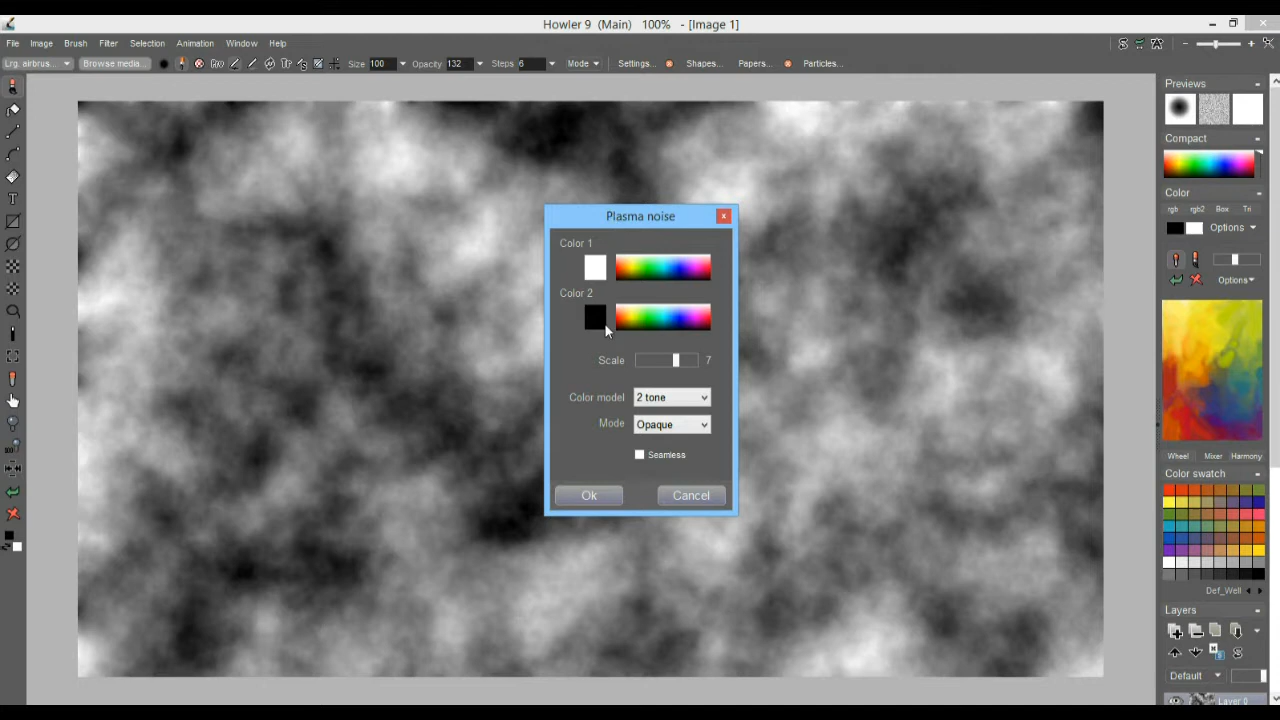 Howler 9 (Main) 100% - [Image 1]
File Image Brush Filter Selection Animation Window Help
Lrg. airbrus... Browse media... Size 100 Opacity 132 Steps 6 Mode Settings... Shapes... Papers... Particles...
Previews
Compact
Color
rgb rgb2 Box Tri
Options
Options
Wheel Mixer Harmony
Color swatch
Def_Well
Layers
Default
Layer 0
Plasma noise
Color 1
Color 2
Scale 7
Color model 2 tone
Mode Opaque
Seamless
Ok Cancel